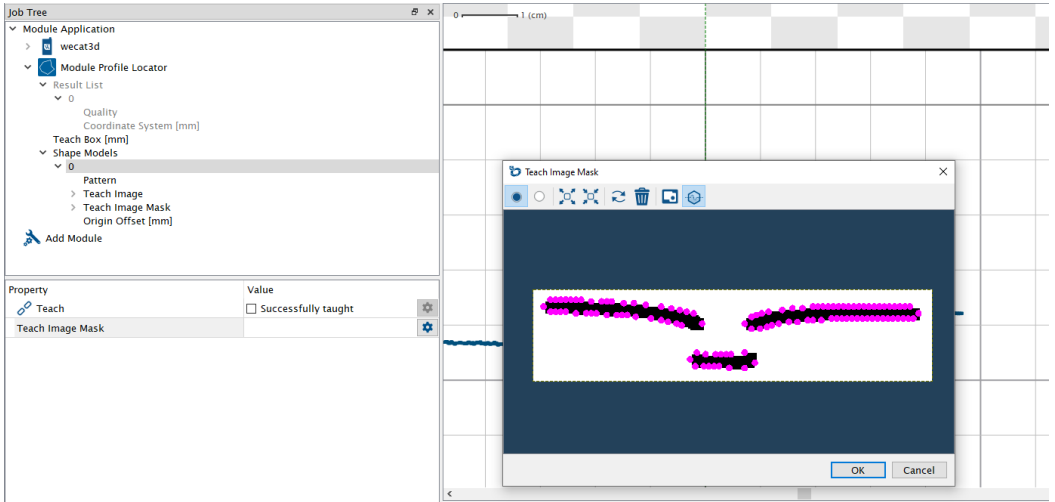 Job Tree
Module Application
wecat3d
Module Profile Locator
Result List
0
Quality
Coordinate System [mm]
Teach Box [mm]
Shape Models
0
Pattern
Teach Image
Teach Image Mask
Origin Offset [mm]
Add Module
Property Value
Teach Successfully taught
Teach Image Mask
0 1 (cm)
Teach Image Mask
OK Cancel